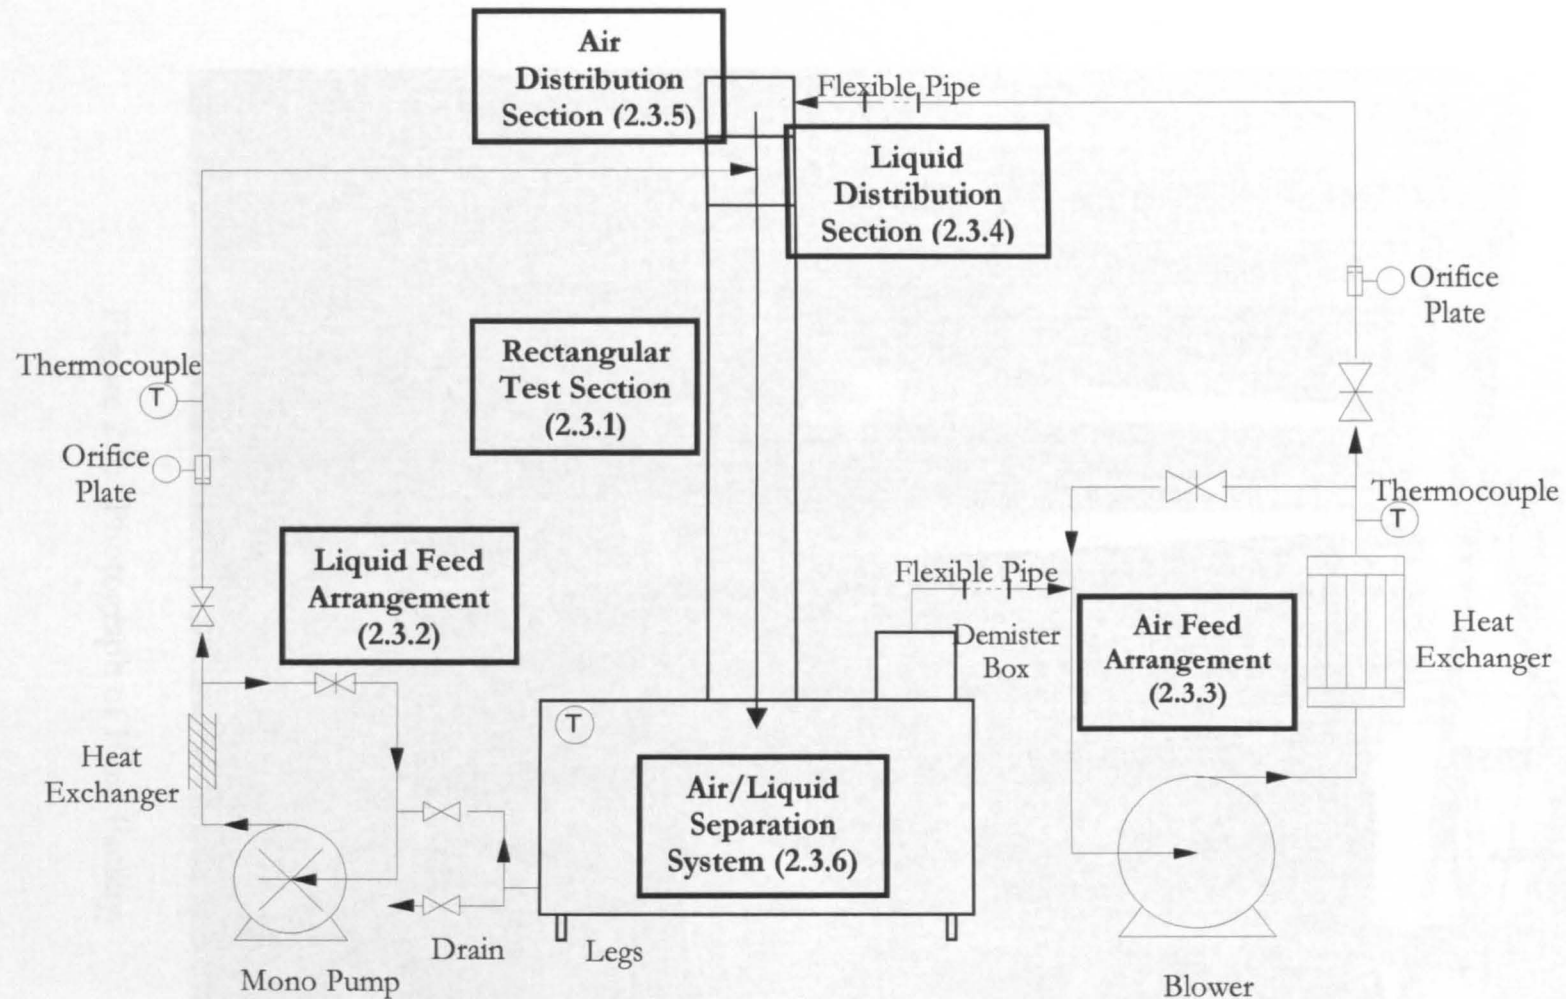 Air
Distribution
Section (2.3.5)
Flexible Pipe
Liquid
Distribution
Section (2.3.4)
Orifice
Plate
Rectangular
Test Section
(2.3.1)
Thermocouple
T
Orifice
Plate
Thermocouple
T
Liquid Feed
Arrangement
(2.3.2)
Flexible Pipe
Demister
Box
Air Feed
Arrangement
(2.3.3)
Heat
Exchanger
T
Heat
Exchanger
Air/Liquid
Separation
System (2.3.6)
Drain
Legs
Mono Pump
Blower